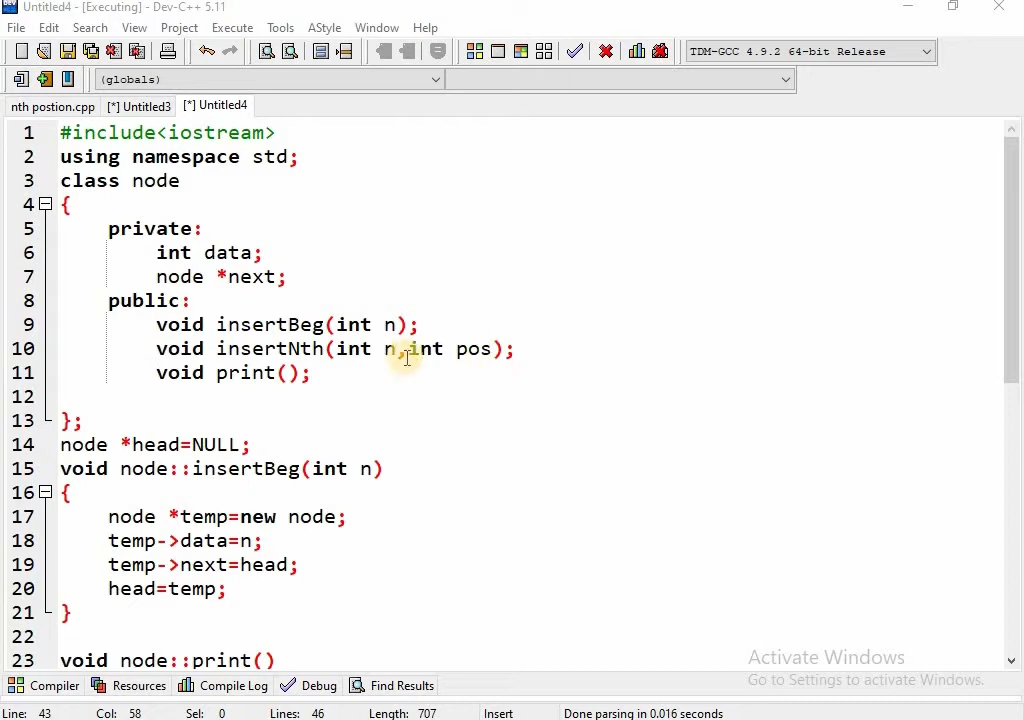 Untitled4 - [Executing] - Dev-C++ 5.11
File Edit Search View Project Execute Tools AStyle Window Help
TDM-GCC 4.9.2 64-bit Release
(globals)
nth postion.cpp [*] Untitled3 [*] Untitled4
1 #include<iostream>
2 using namespace std;
3 class node
4 {
5 private:
6 int data;
7 node *next;
8 public:
9 void insertBeg(int n);
10 void insertNth(int n,int pos);
11 void print();
12
13 };
14 node *head=NULL;
15 void node::insertBeg(int n)
16 {
17 node *temp=new node;
18 temp->data=n;
19 temp->next=head;
20 head=temp;
21 }
22
23 void node::print()
Activate Windows
Go to Settings to activate Windows.
Compiler Resources Compile Log Debug Find Results
Line: 43 Col: 58 Sel: 0 Lines: 46 Length: 707 Insert Done parsing in 0.016 seconds